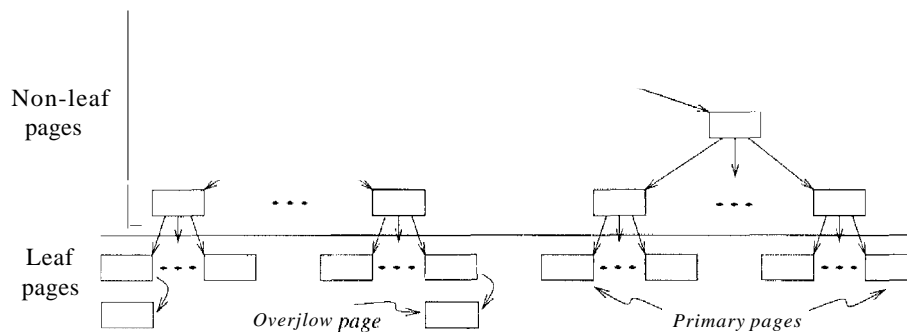 Non-leaf
pages
Leaf
pages
Overjlow page
Primary pages